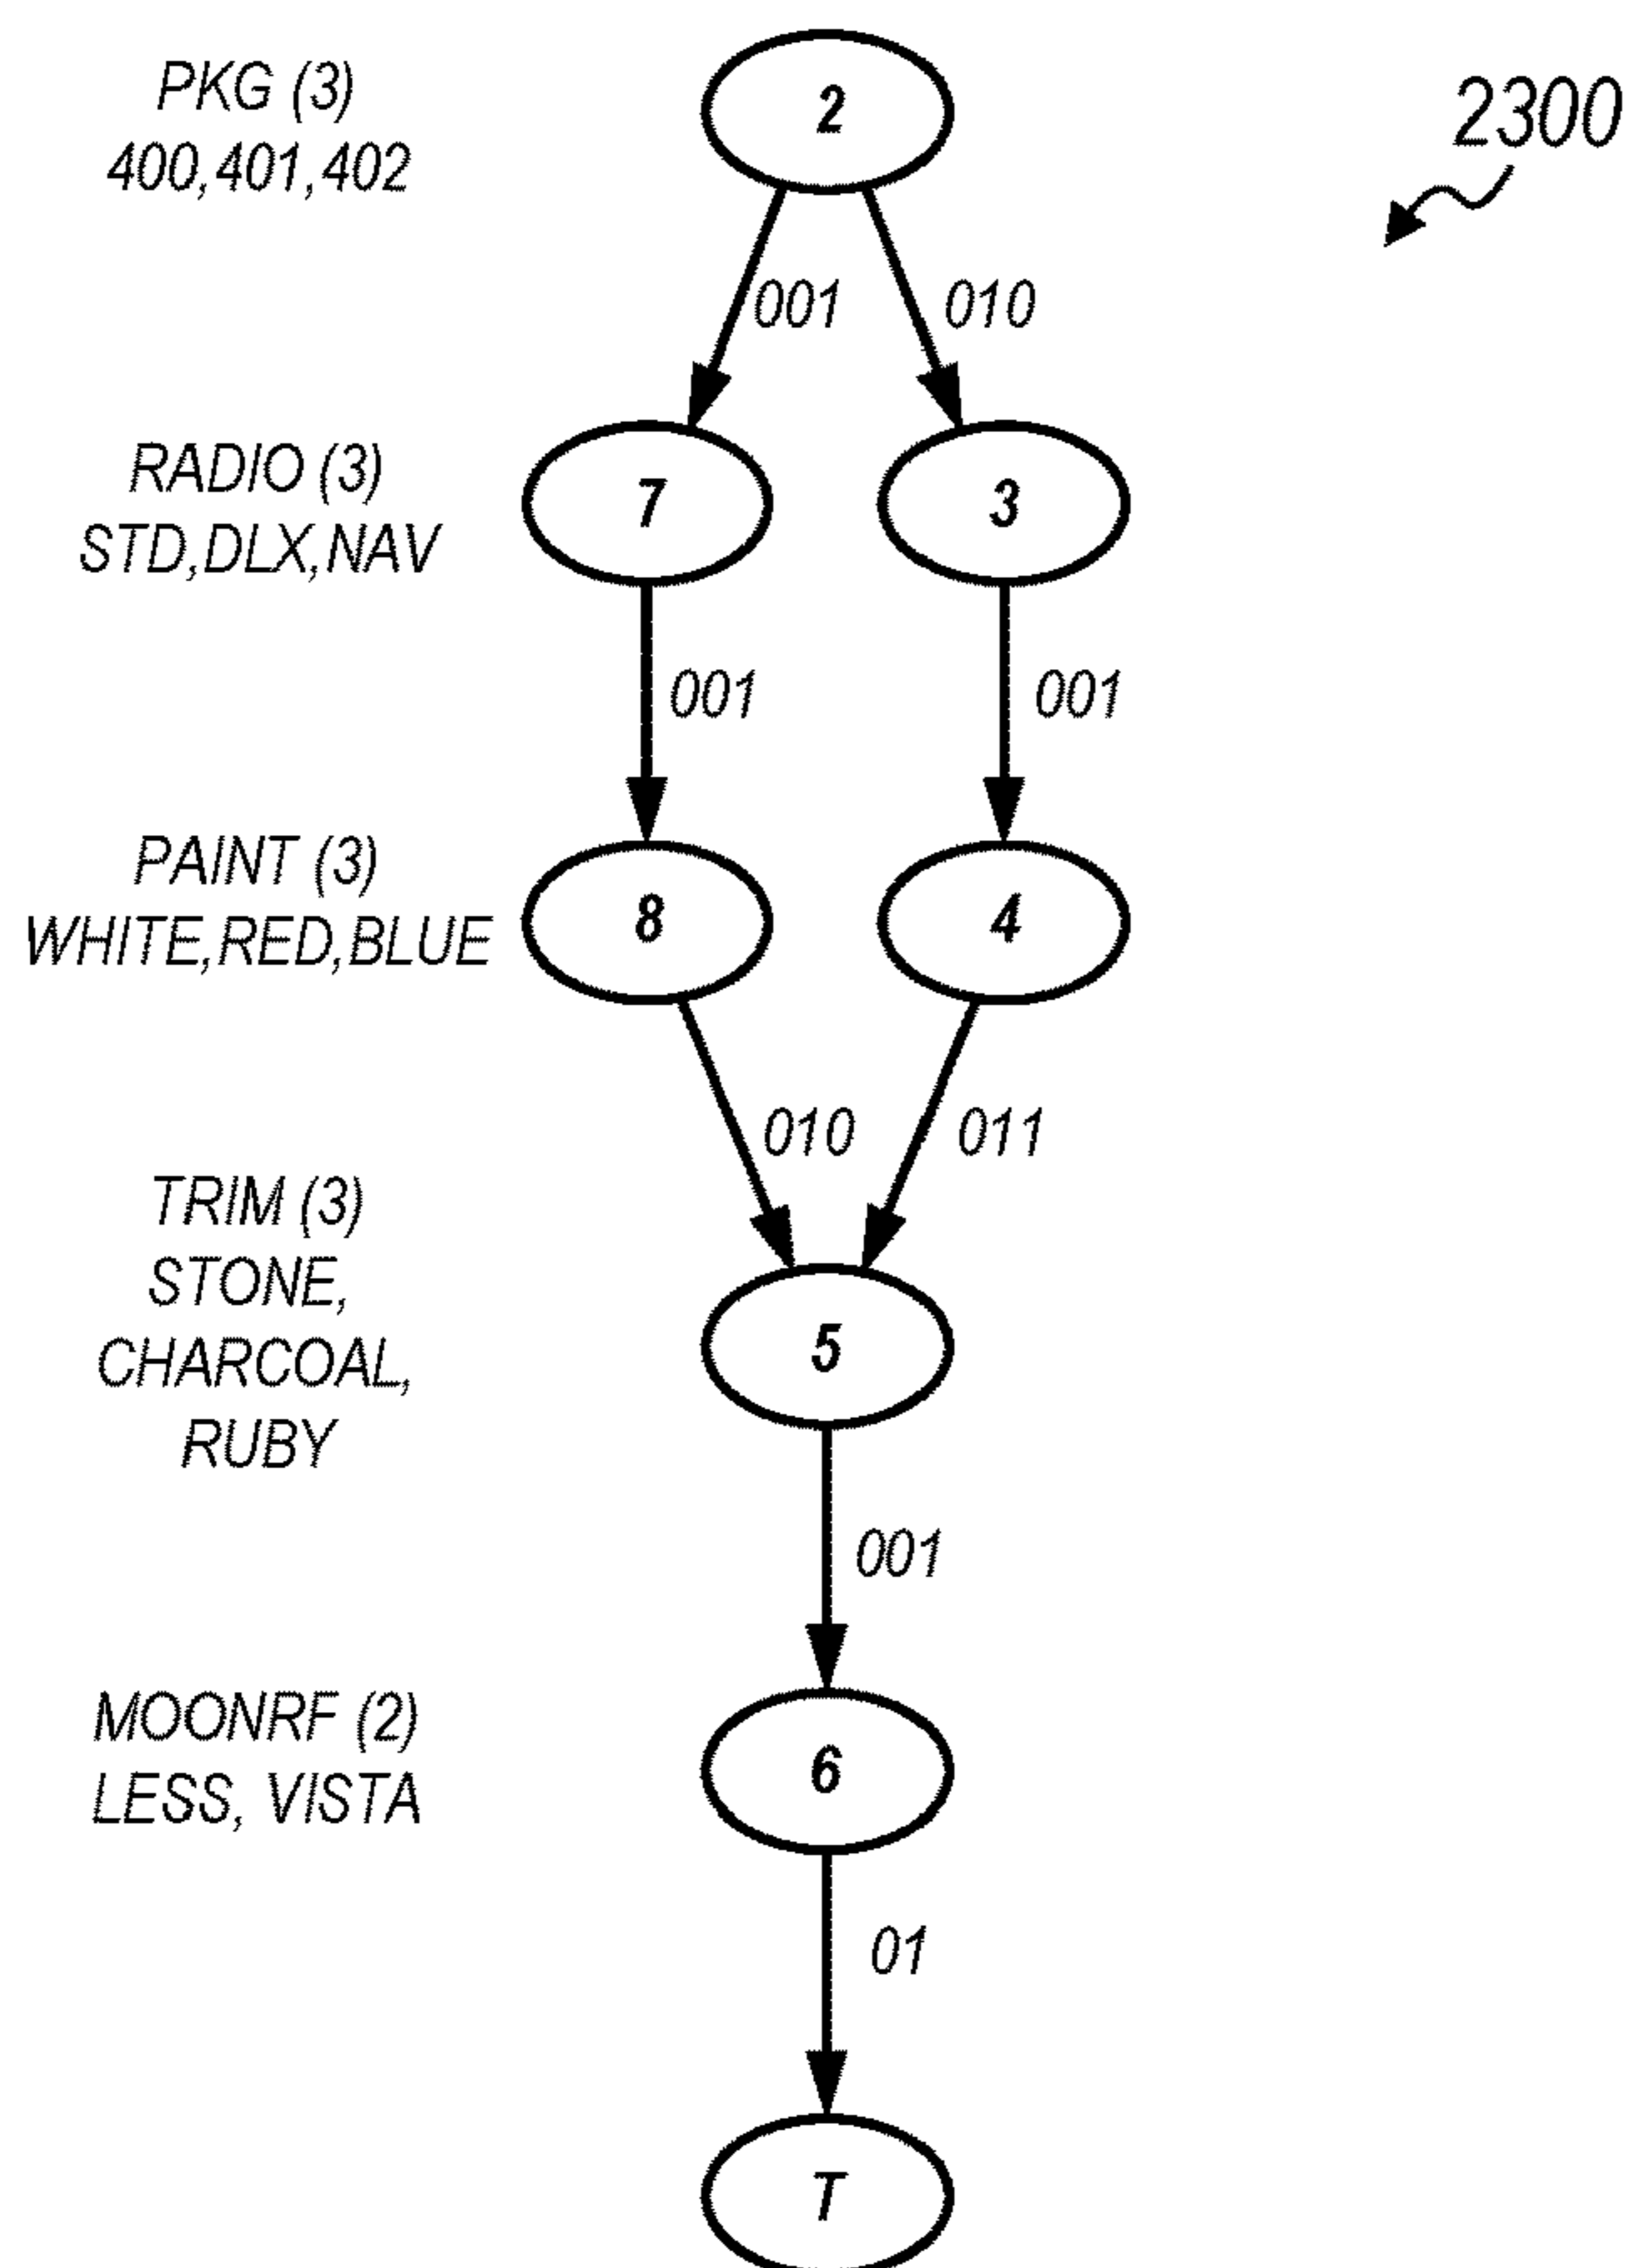 PKG (3)
400,401,402
2
2300
001
010
RADIO (3)
STD,DLX,NAV
7
3
001
001
PAINT (3)
WHITE,RED,BLUE
8
4
010
011
TRIM (3)
STONE,
CHARCOAL,
RUBY
5
001
MOONRF (2)
LESS, VISTA
6
01
T